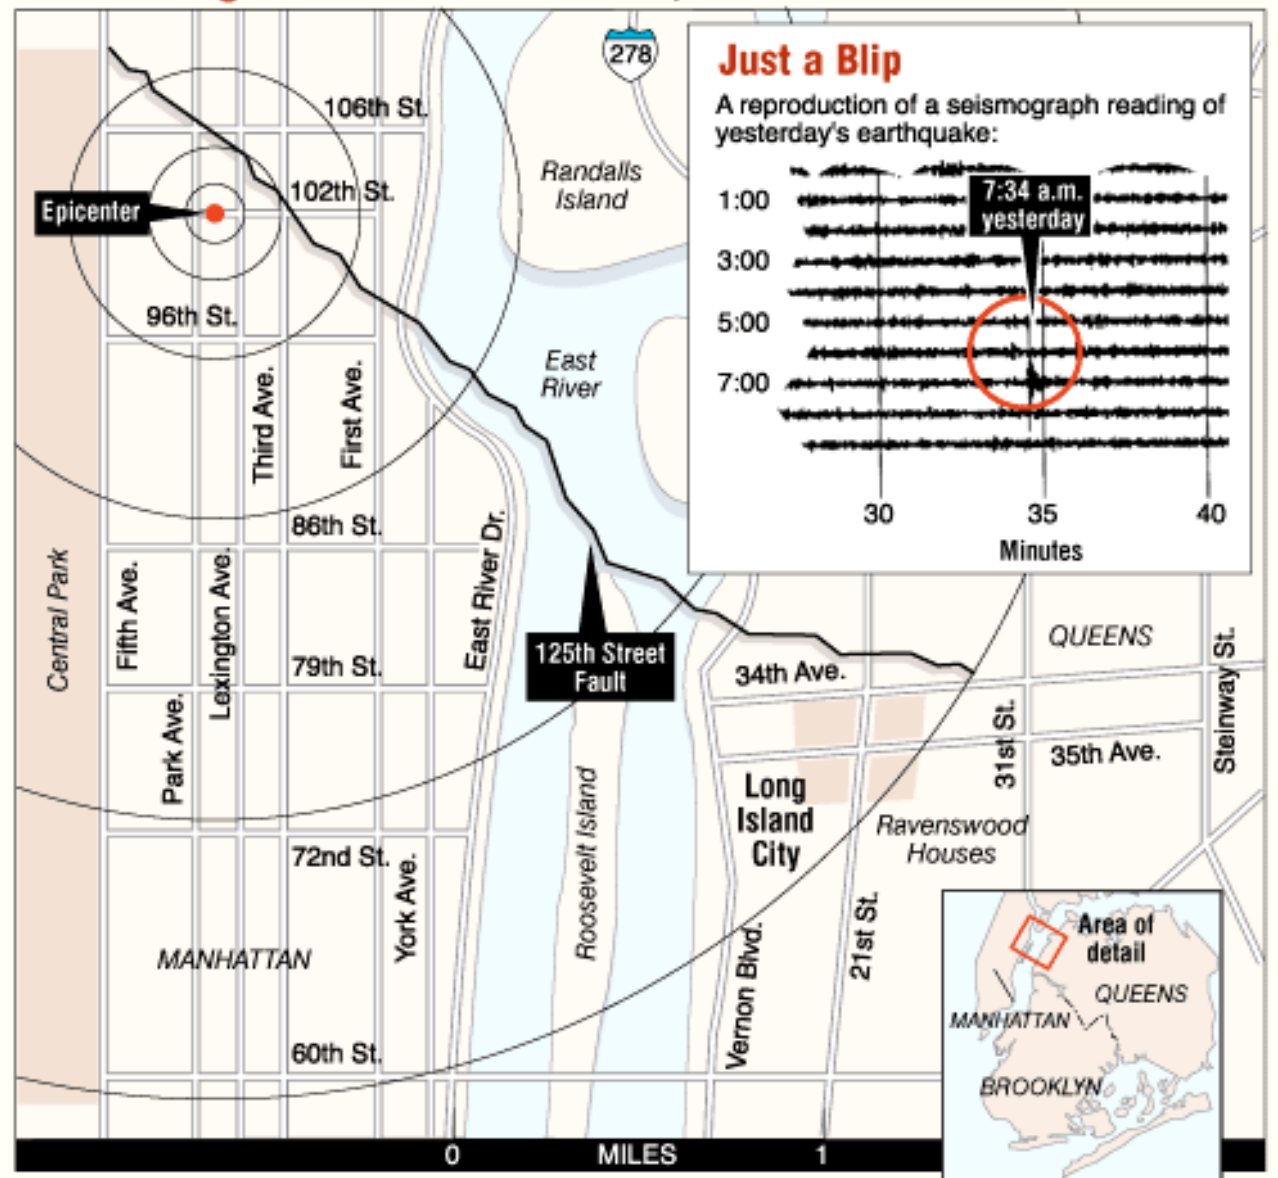 278
106th St.
Randalls
Island
102th St.
Epicenter
96th St.
East
River
Third Ave.
First Ave.
86th St.
East River Dr.
Central Park
Fifth Ave.
Lexington Ave.
Park Ave.
79th St.
125th Street
Fault
72nd St.
York Ave.
Roosevelt Island
MANHATTAN
60th St.
Just a Blip
A reproduction of a seismograph reading of
yesterday's earthquake:
7:34 a.m.
yesterday
1:00
3:00
5:00
7:00
30 35 40
Minutes
QUEENS
34th Ave.
35th Ave.
31st St.
Steinway St.
Long
Island
City
Ravenswood
Houses
Vernon Blvd.
21st St.
Area of
detail
QUEENS
MANHATTAN
BROOKLYN
0 MILES 1